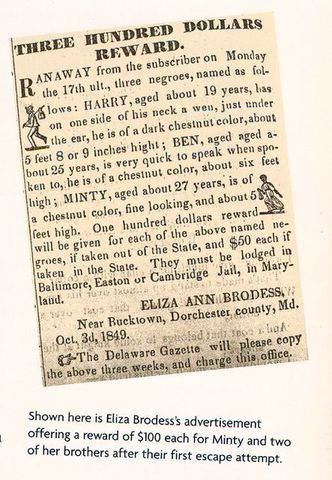 THREE HUNDRED DOLLARS
REWARD.
RANAWAY from the subscriber on Monday
the 17th ult., three negroes, named as fol-
lows: HARRY, aged about 19 years, has
on one side of his neck a wen, just under
the ear, he is of a dark chestnut color, about
5 feet 8 or 9 inches hight; BEN, aged aged a-
bout 25 years, is very quick to speak when spo-
ken to, he is of a chestnut color, about six feet
high; MINTY, aged about 27 years, is of
a chestnut color, fine looking, and about 5
feet high. One hundred dollars reward
will be given for each of the above named ne-
groes, if taken out of the State, and $50 each if
taken in the State. They must be lodged in
Baltimore, Easton or Cambridge Jail, in Mary-
land.
ELIZA ANN BRODESS,
Near Bucktown, Dorchester county, Md.
Oct. 3d, 1849.
☞The Delaware Gazette will please copy
the above three weeks, and charge this office.
Shown here is Eliza Brodess's advertisement
offering a reward of $100 each for Minty and two
of her brothers after their first escape attempt.